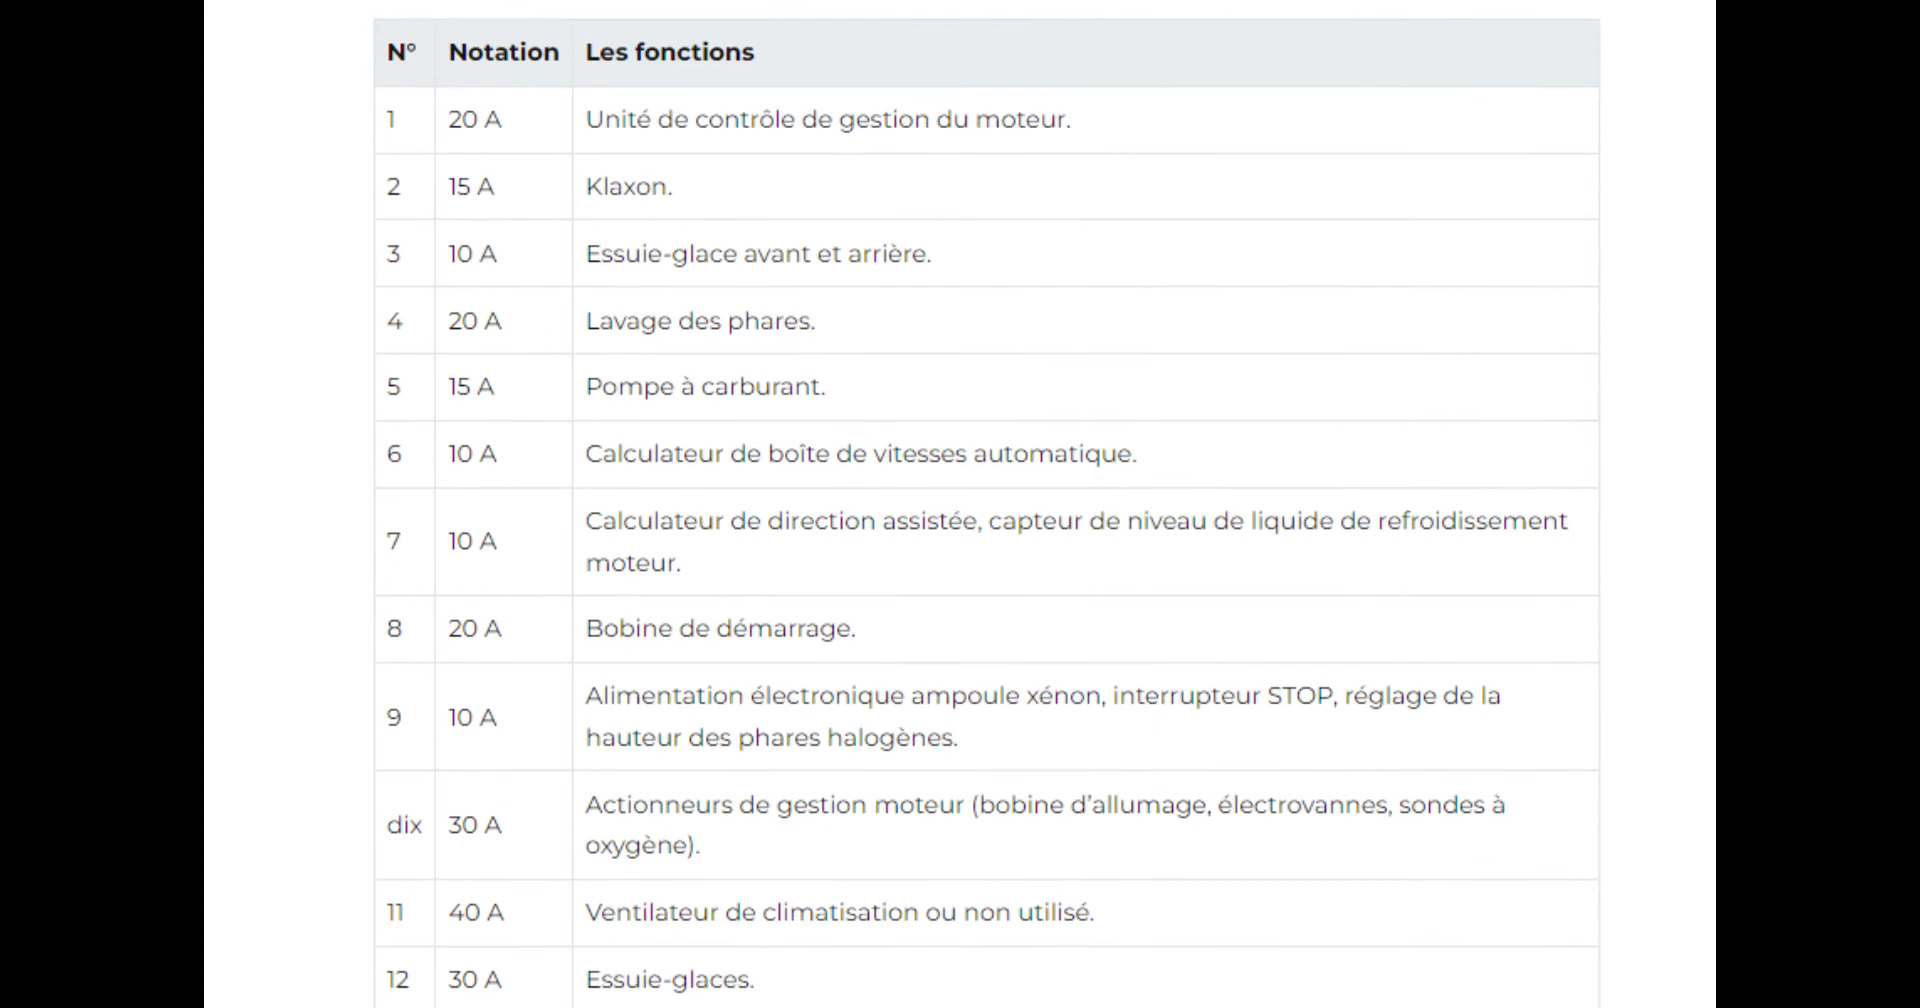 N° Notation Les fonctions
1 20 A Unité de contrôle de gestion du moteur.
2 15 A Klaxon.
3 10 A Essuie-glace avant et arrière.
4 20 A Lavage des phares.
5 15 A Pompe à carburant.
6 10 A Calculateur de boîte de vitesses automatique.
7 10 A Calculateur de direction assistée, capteur de niveau de liquide de refroidissement
moteur.
8 20 A Bobine de démarrage.
9 10 A Alimentation électronique ampoule xénon, interrupteur STOP, réglage de la
hauteur des phares halogènes.
dix 30 A Actionneurs de gestion moteur (bobine d’allumage, électrovannes, sondes à
oxygène).
11 40 A Ventilateur de climatisation ou non utilisé.
12 30 A Essuie-glaces.